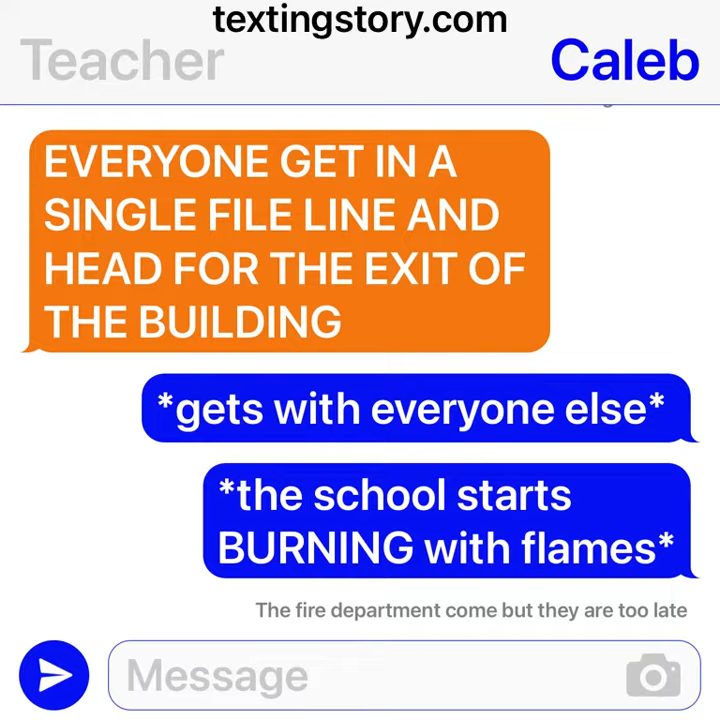 textingstory.com
Teacher
Caleb
EVERYONE GET IN A
SINGLE FILE LINE AND
HEAD FOR THE EXIT OF
THE BUILDING
*gets with everyone else*
*the school starts
BURNING with flames*
The fire department come but they are too late
Message